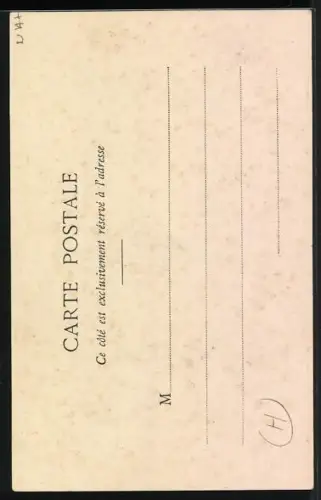 CARTE POSTALE
Ce côté est exclusivement réservé à l'adresse
M
(H)